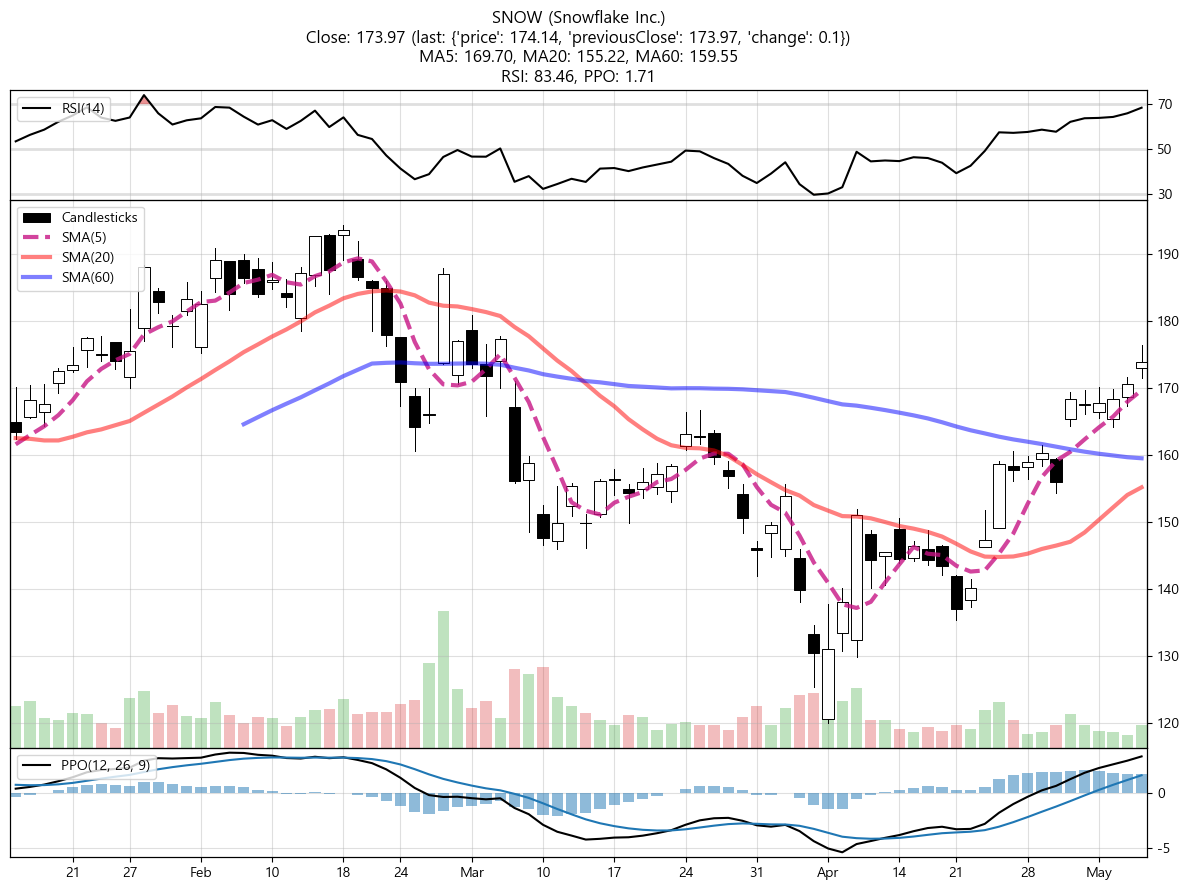 SNOW (Snowflake Inc.)
Close: 173.97 (last: {'price': 174.14, 'previousClose': 173.97, 'change': 0.1})
MA5: 169.70, MA20: 155.22, MA60: 159.55
RSI: 83.46, PPO: 1.71
RSI(14)
70
50
30
Candlesticks
SMA(5)
SMA(20)
SMA(60)
190
180
170
160
150
140
130
120
PPO(12, 26, 9)
0
-5
21 27 Feb 10 18 24 Mar 10 17 24 31 Apr 14 21 28 May